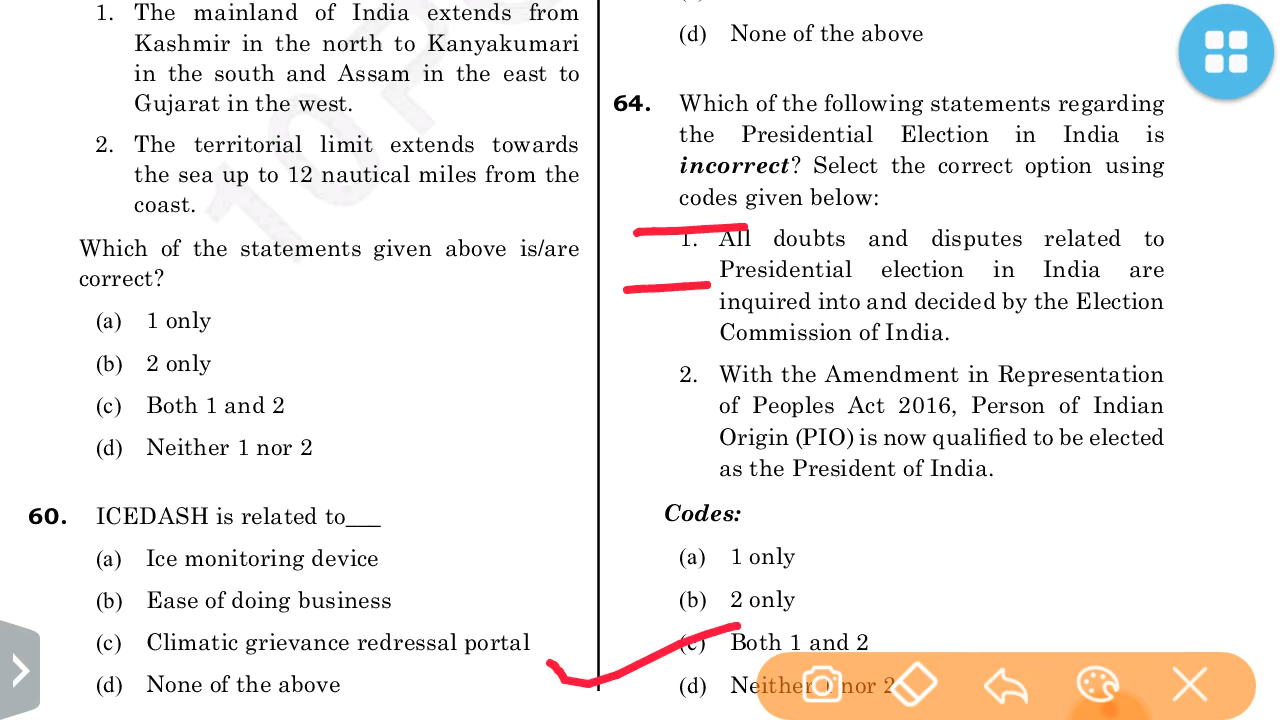 1. The mainland of India extends from
Kashmir in the north to Kanyakumari
in the south and Assam in the east to
Gujarat in the west.
2. The territorial limit extends towards
the sea up to 12 nautical miles from the
coast.
Which of the statements given above is/are
correct?
(a) 1 only
(b) 2 only
(c) Both 1 and 2
(d) Neither 1 nor 2
60. ICEDASH is related to___
(a) Ice monitoring device
(b) Ease of doing business
(c) Climatic grievance redressal portal
(d) None of the above
(d) None of the above
64. Which of the following statements regarding
the Presidential Election in India is
incorrect? Select the correct option using
codes given below:
1. All doubts and disputes related to
Presidential election in India are
inquired into and decided by the Election
Commission of India.
2. With the Amendment in Representation
of Peoples Act 2016, Person of Indian
Origin (PIO) is now qualified to be elected
as the President of India.
Codes:
(a) 1 only
(b) 2 only
(c) Both 1 and 2
(d) Neither 1 nor 2